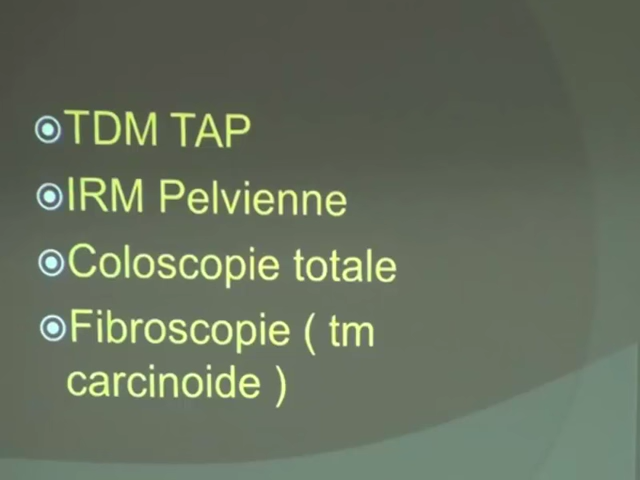 TDM TAP
IRM Pelvienne
Coloscopie totale
Fibroscopie ( tm
carcinoide )